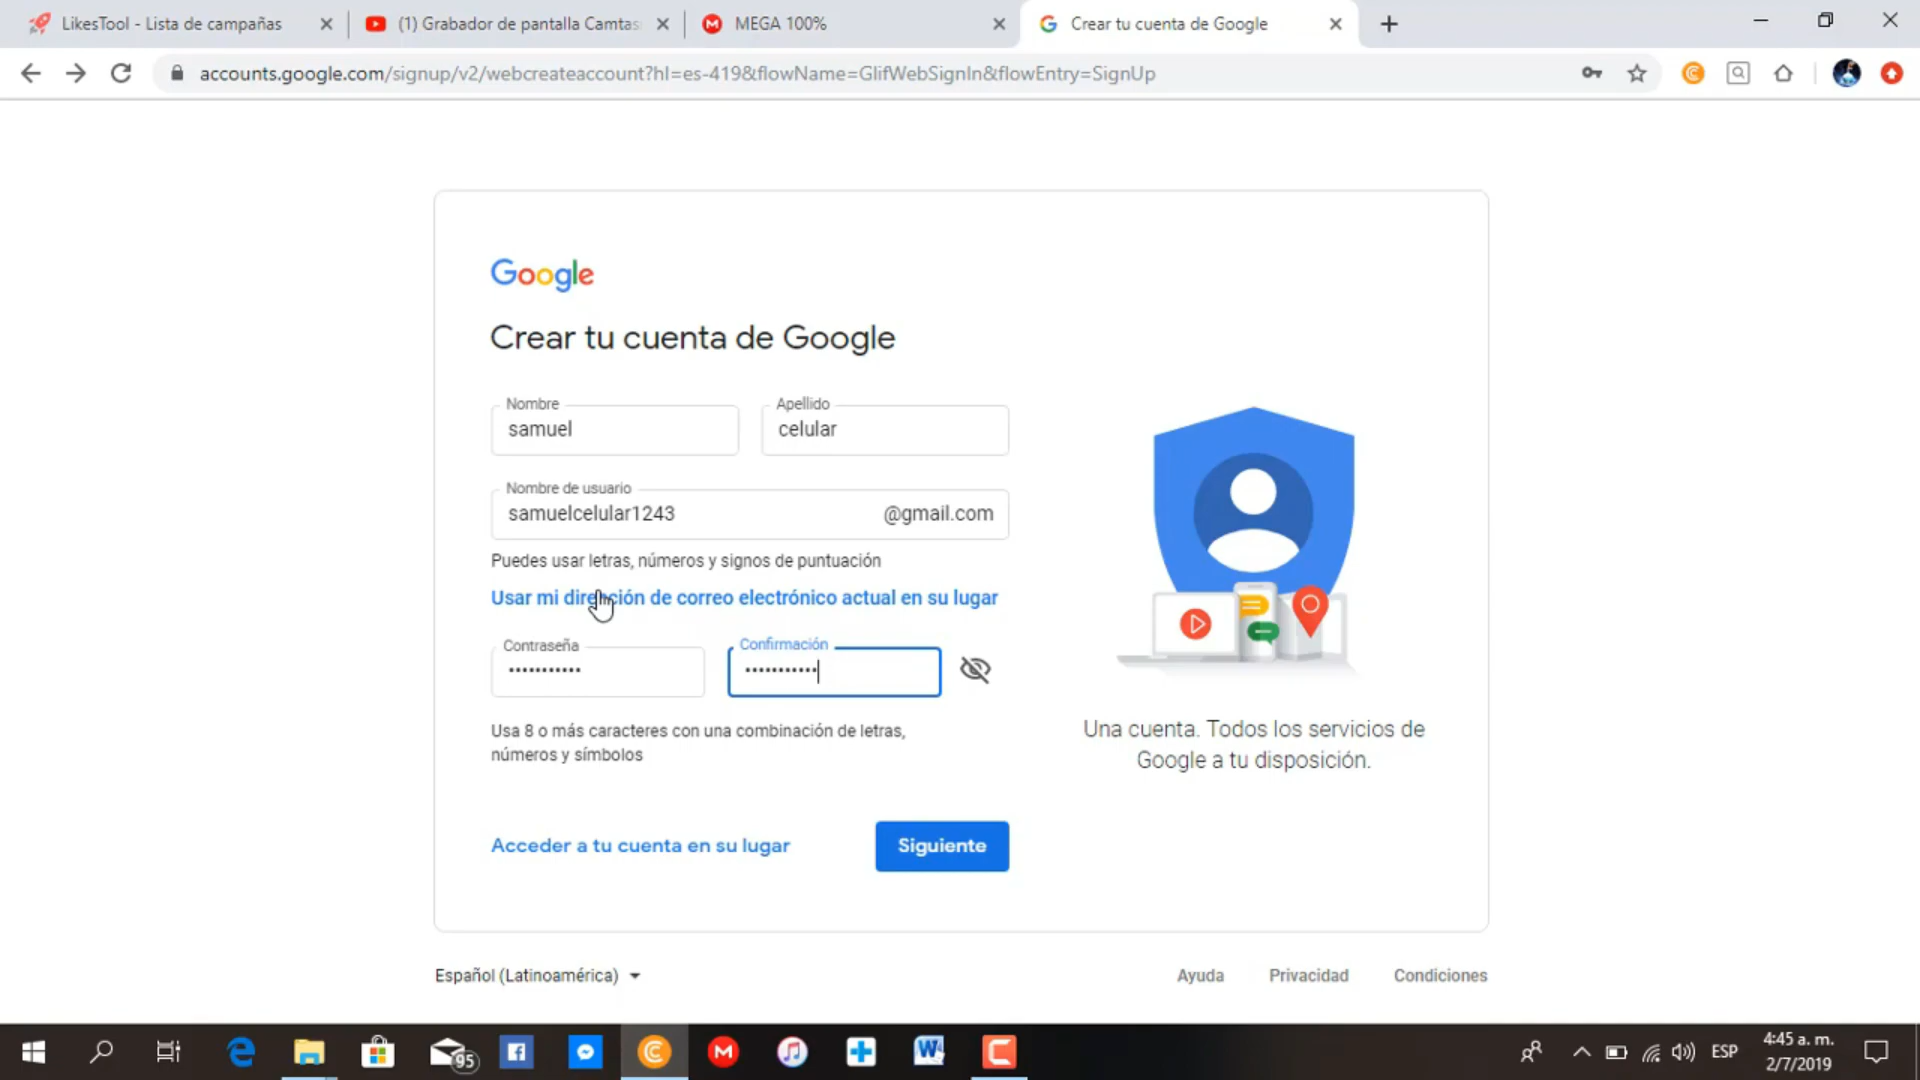 LikesTool - Lista de campañas
(1) Grabador de pantalla Camtas
MEGA 100%
Crear tu cuenta de Google
accounts.google.com/signup/v2/webcreateaccount?hl=es-419&flowName=GlifWebSignIn&flowEntry=SignUp
Google
Crear tu cuenta de Google
Nombre
samuel
Apellido
celular
Nombre de usuario
samuelcelular1243
@gmail.com
Puedes usar letras, números y signos de puntuación
Usar mi dirección de correo electrónico actual en su lugar
Contraseña
•••••••••••
Confirmación
•••••••••••
Usa 8 o más caracteres con una combinación de letras,
números y símbolos
Acceder a tu cuenta en su lugar
Siguiente
Una cuenta. Todos los servicios de
Google a tu disposición.
Español (Latinoamérica)
Ayuda
Privacidad
Condiciones
95
ESP
4:45 a. m.
2/7/2019